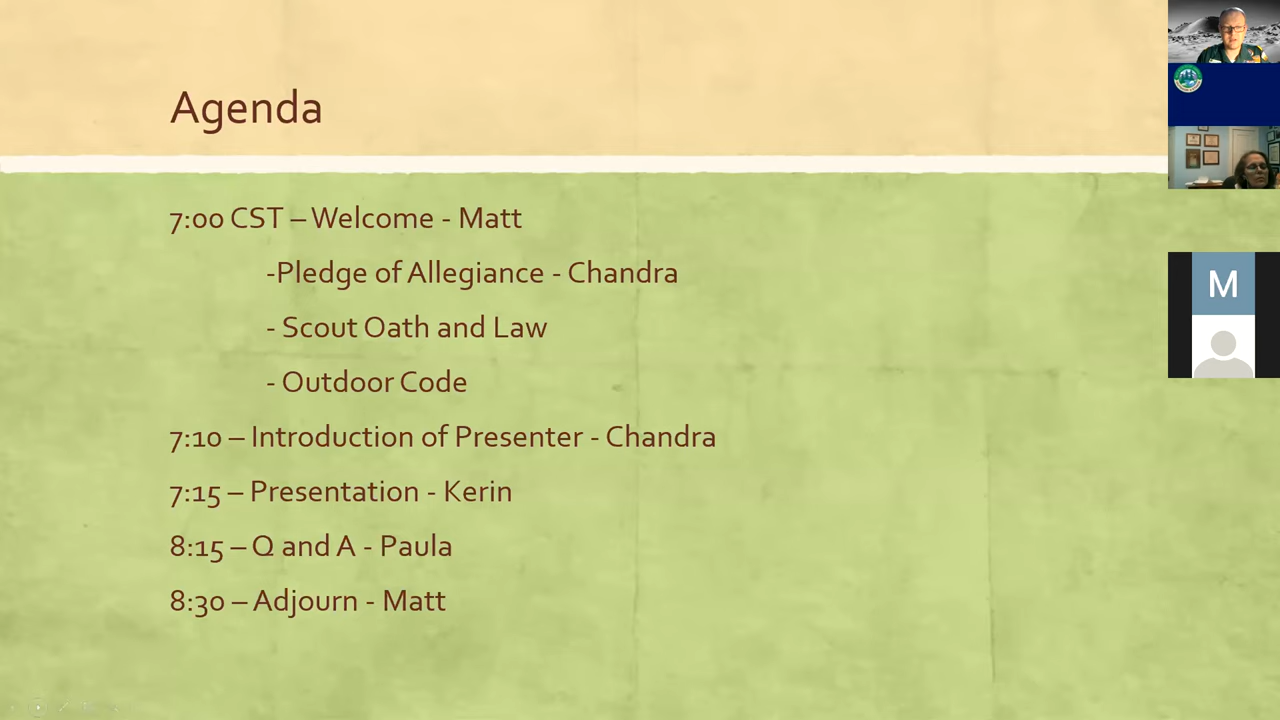 Agenda
7:00 CST – Welcome - Matt
-Pledge of Allegiance - Chandra
- Scout Oath and Law
- Outdoor Code
7:10 – Introduction of Presenter - Chandra
7:15 – Presentation - Kerin
8:15 – Q and A - Paula
8:30 – Adjourn - Matt
M